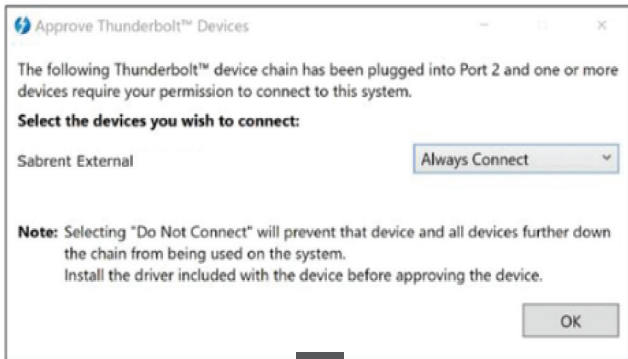 Approve Thunderbolt™ Devices
The following Thunderbolt™ device chain has been plugged into Port 2 and one or more
devices require your permission to connect to this system.
Select the devices you wish to connect:
Sabrent External
Always Connect
Note: Selecting "Do Not Connect" will prevent that device and all devices further down
the chain from being used on the system.
Install the driver included with the device before approving the device.
OK